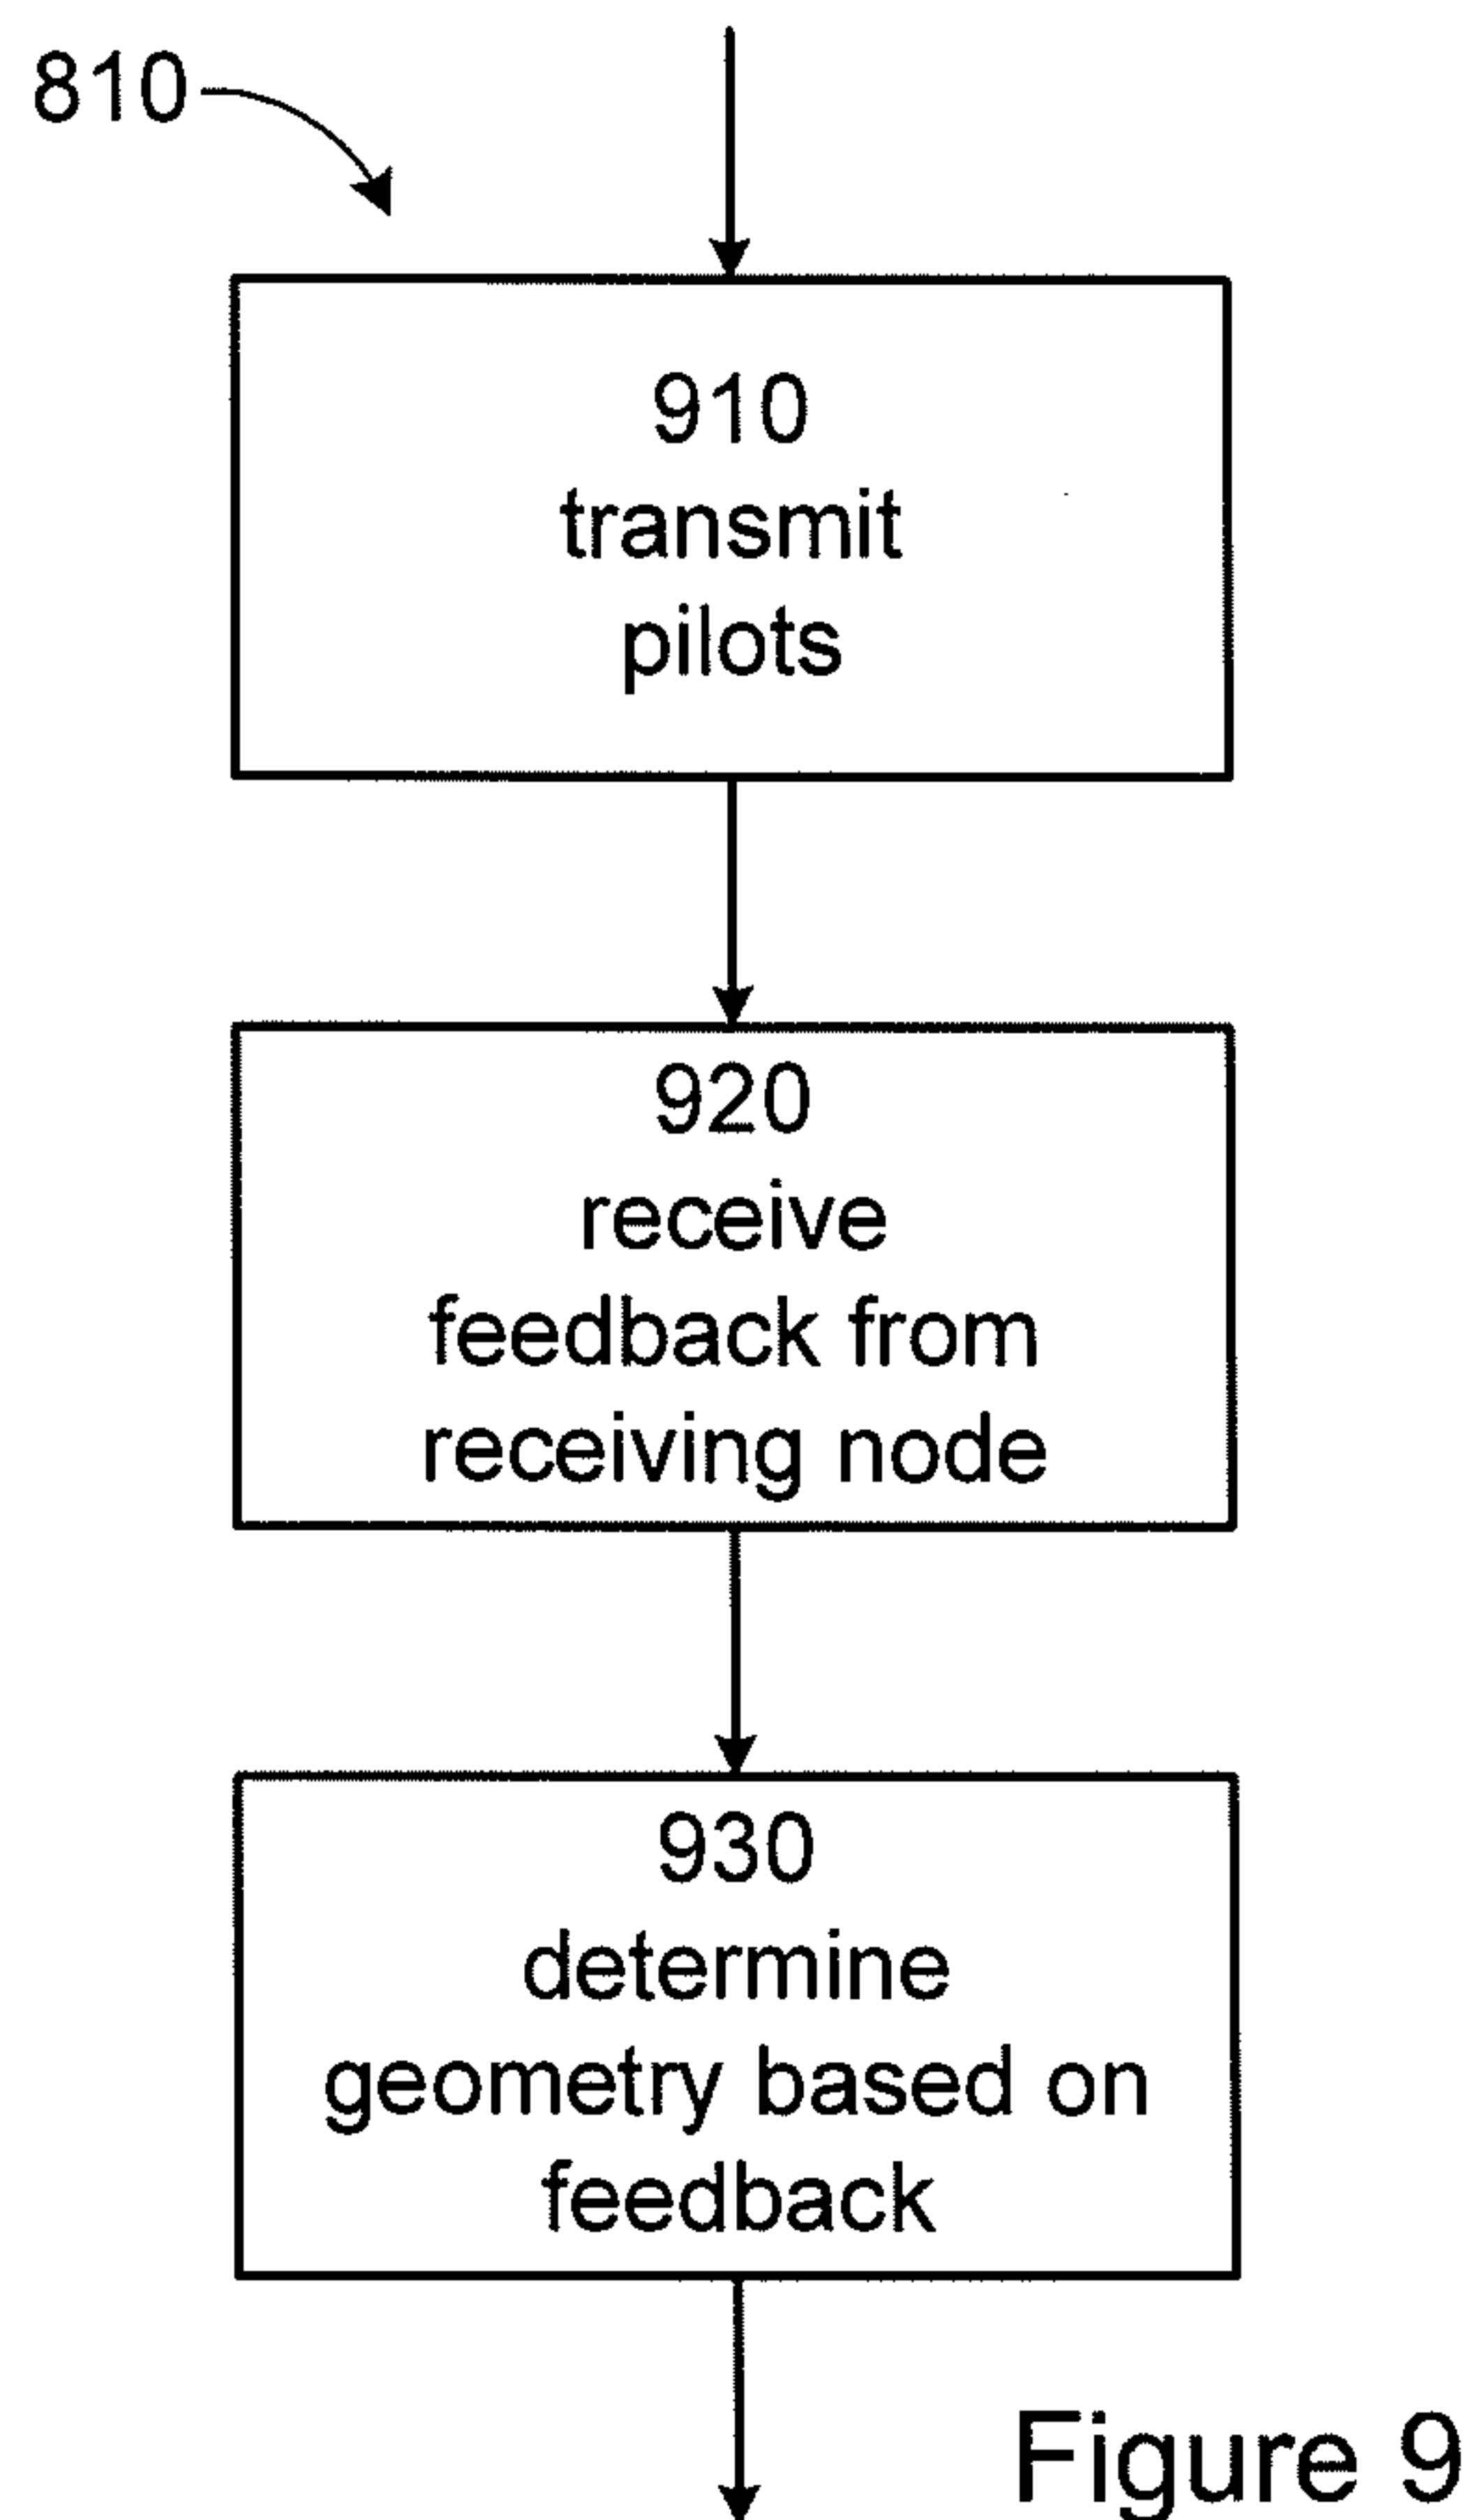 810
910
transmit
pilots
920
receive
feedback from
receiving node
930
determine
geometry based on
feedback
Figure 9